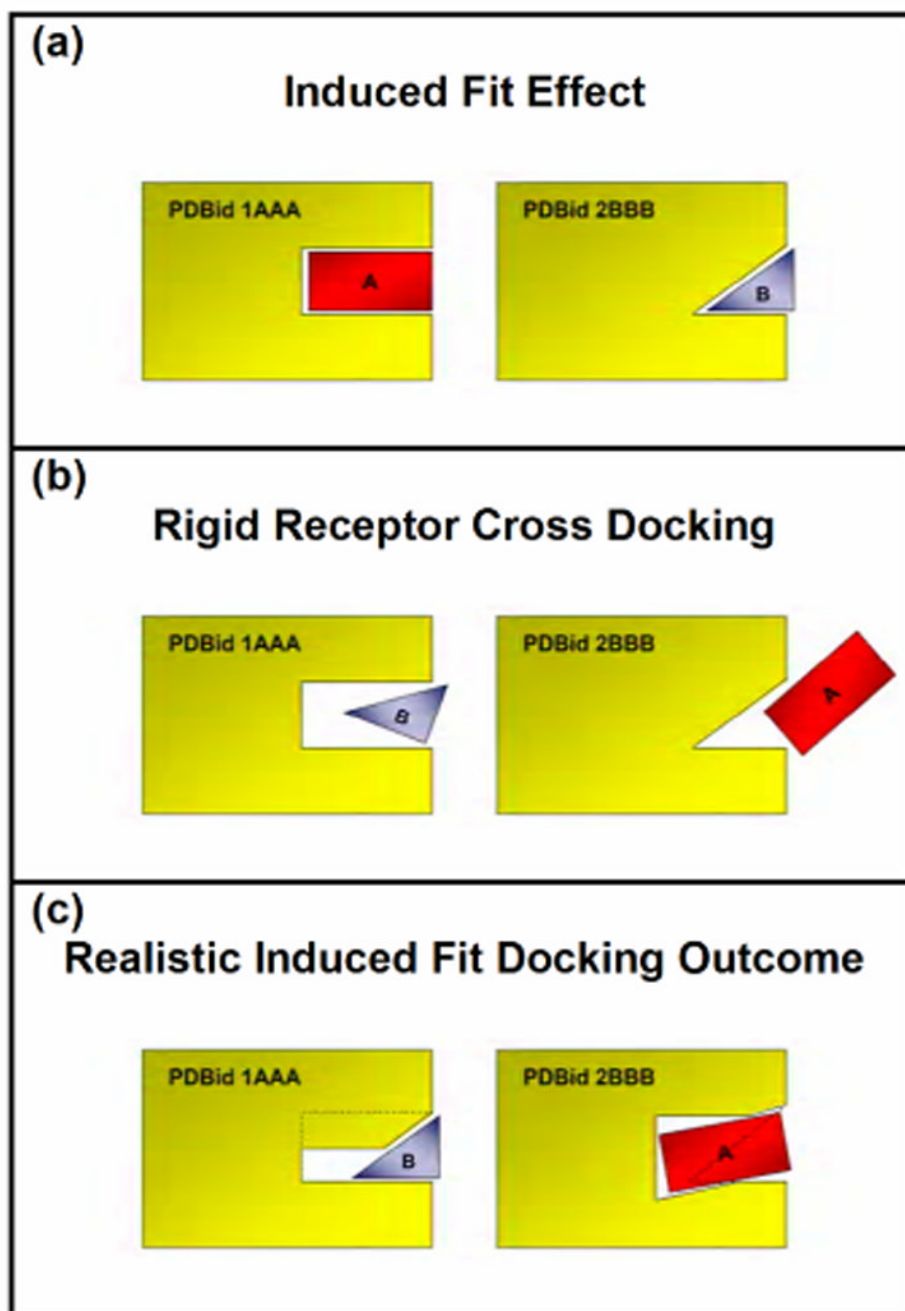 (a)
Induced Fit Effect
PDBid 1AAA
PDBid 2BBB
A
B
(b)
Rigid Receptor Cross Docking
PDBid 1AAA
PDBid 2BBB
B
A
(c)
Realistic Induced Fit Docking Outcome
PDBid 1AAA
PDBid 2BBB
B
A